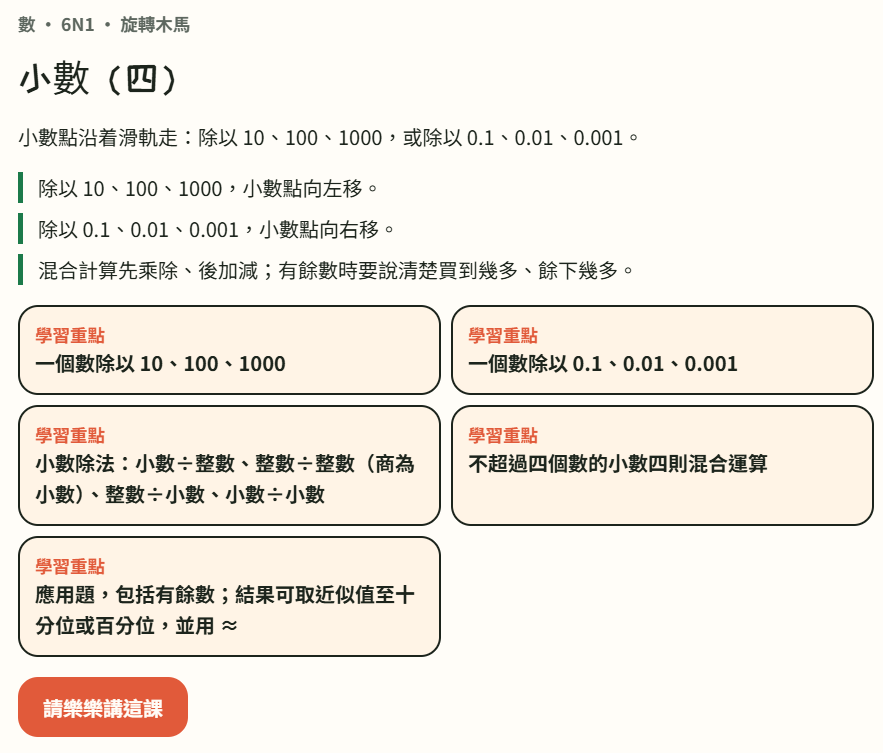 數 • 6N1 • 旋轉木馬
小數（四）
小數點沿着滑軌走：除以 10、100、1000，或除以 0.1、0.01、0.001。
除以 10、100、1000，小數點向左移。
除以 0.1、0.01、0.001，小數點向右移。
混合計算先乘除、後加減；有餘數時要說清楚買到幾多、餘下幾多。
學習重點
一個數除以 10、100、1000
學習重點
一個數除以 0.1、0.01、0.001
學習重點
小數除法：小數÷整數、整數÷整數（商為
小數）、整數÷小數、小數÷小數
學習重點
不超過四個數的小數四則混合運算
學習重點
應用題，包括有餘數；結果可取近似值至十
分位或百分位，並用 ≈
請樂樂講這課